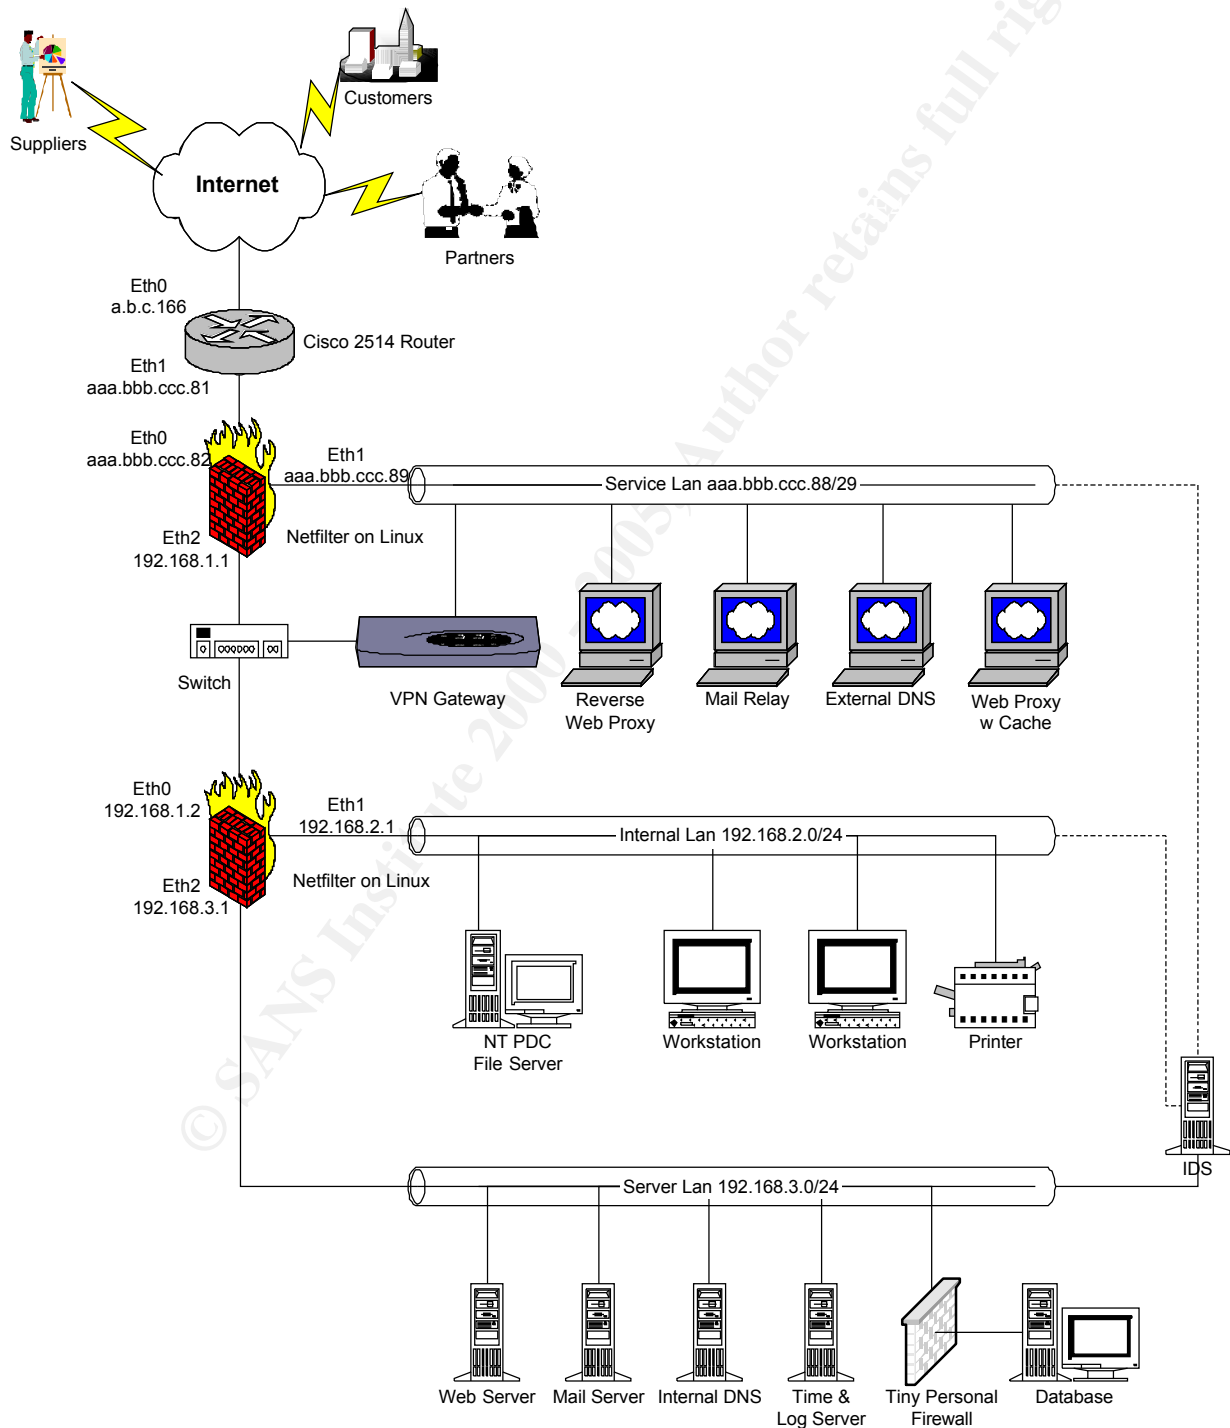 Customers
Suppliers
Internet
Partners
Eth0
a.b.c.166
Cisco 2514 Router
Eth1
aaa.bbb.ccc.81
Eth0
aaa.bbb.ccc.82
Eth1
aaa.bbb.ccc.89
Service Lan aaa.bbb.ccc.88/29
Eth2
192.168.1.1
Netfilter on Linux
Switch
VPN Gateway
Reverse
Web Proxy
Mail Relay
External DNS
Web Proxy
w Cache
Eth0
192.168.1.2
Eth1
192.168.2.1
Internal Lan 192.168.2.0/24
Eth2
192.168.3.1
Netfilter on Linux
NT PDC
File Server
Workstation
Workstation
Printer
IDS
Server Lan 192.168.3.0/24
Web Server
Mail Server
Internal DNS
Time &
Log Server
Tiny Personal
Firewall
Database
© SANS Institute 2000 - 2005, Author retains full rig